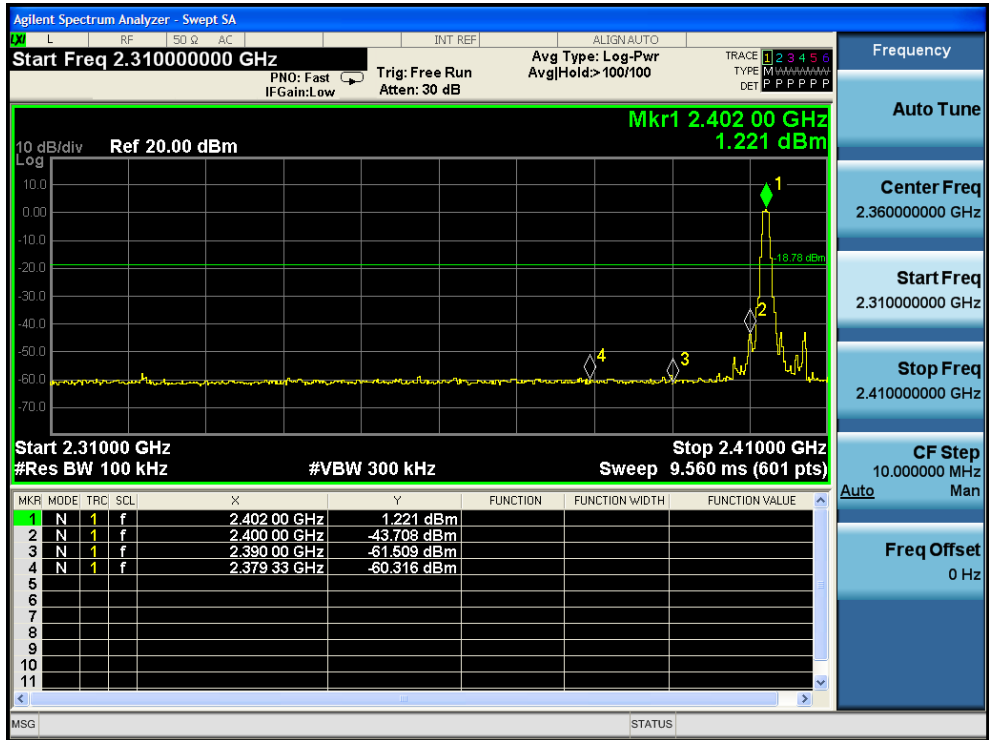 Agilent Spectrum Analyzer - Swept SA
LXI L RF 50 Ω AC INT REF ALIGN AUTO
Start Freq 2.310000000 GHz
PNO: Fast
IFGain:Low
Trig: Free Run
Atten: 30 dB
Avg Type: Log-Pwr
Avg|Hold:> 100/100
TRACE 1 2 3 4 5 6
TYPE M
DET P P P P P P
Mkr1 2.402 00 GHz
1.221 dBm
10 dB/div Ref 20.00 dBm
Log
10.0
0.00
-10.0
-20.0
-30.0
-40.0
-50.0
-60.0
-70.0
1
-18.78 dBm
2
3
4
Start 2.31000 GHz Stop 2.41000 GHz
#Res BW 100 kHz #VBW 300 kHz Sweep 9.560 ms (601 pts)
MKR MODE TRC SCL X Y FUNCTION FUNCTION WIDTH FUNCTION VALUE
1 N 1 f 2.402 00 GHz 1.221 dBm
2 N 1 f 2.400 00 GHz -43.708 dBm
3 N 1 f 2.390 00 GHz -61.509 dBm
4 N 1 f 2.379 33 GHz -60.316 dBm
5
6
7
8
9
10
11
MSG STATUS
Frequency
Auto Tune
Center Freq
2.360000000 GHz
Start Freq
2.310000000 GHz
Stop Freq
2.410000000 GHz
CF Step
10.000000 MHz
Auto Man
Freq Offset
0 Hz